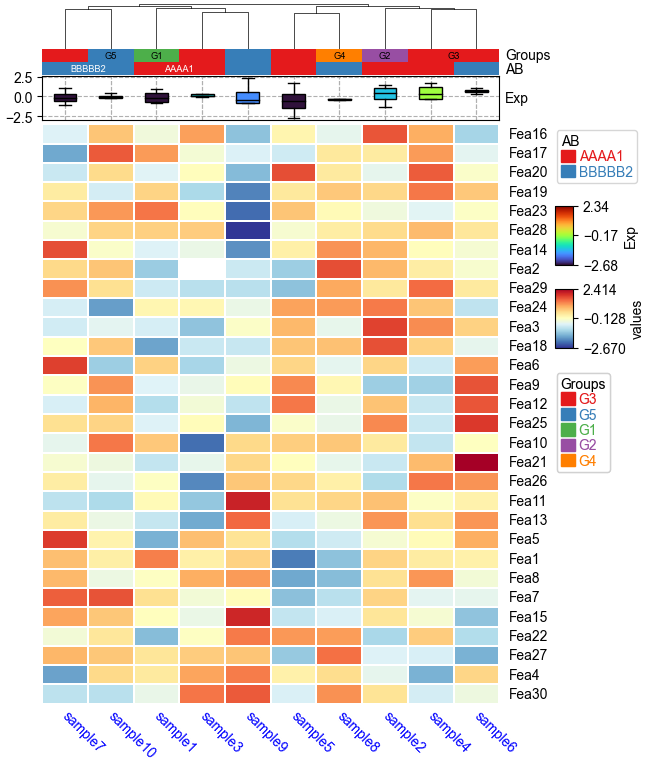 G5 G1 G4 G2 G3 Groups
BBBBB2 AAAA1 AB
2.5
0.0 Exp
−2.5
Fea16
Fea17
Fea20
Fea19
Fea23
Fea28
Fea14
Fea2
Fea29
Fea24
Fea3
Fea18
Fea6
Fea9
Fea12
Fea25
Fea10
Fea21
Fea26
Fea11
Fea13
Fea5
Fea1
Fea8
Fea7
Fea15
Fea22
Fea27
Fea4
Fea30
sample7
sample10
sample1
sample3
sample9
sample5
sample8
sample2
sample4
sample6
AB
AAAA1
BBBBB2
2.34
-0.17
-2.68
Exp
2.414
-0.128
-2.670
values
Groups
G3
G5
G1
G2
G4